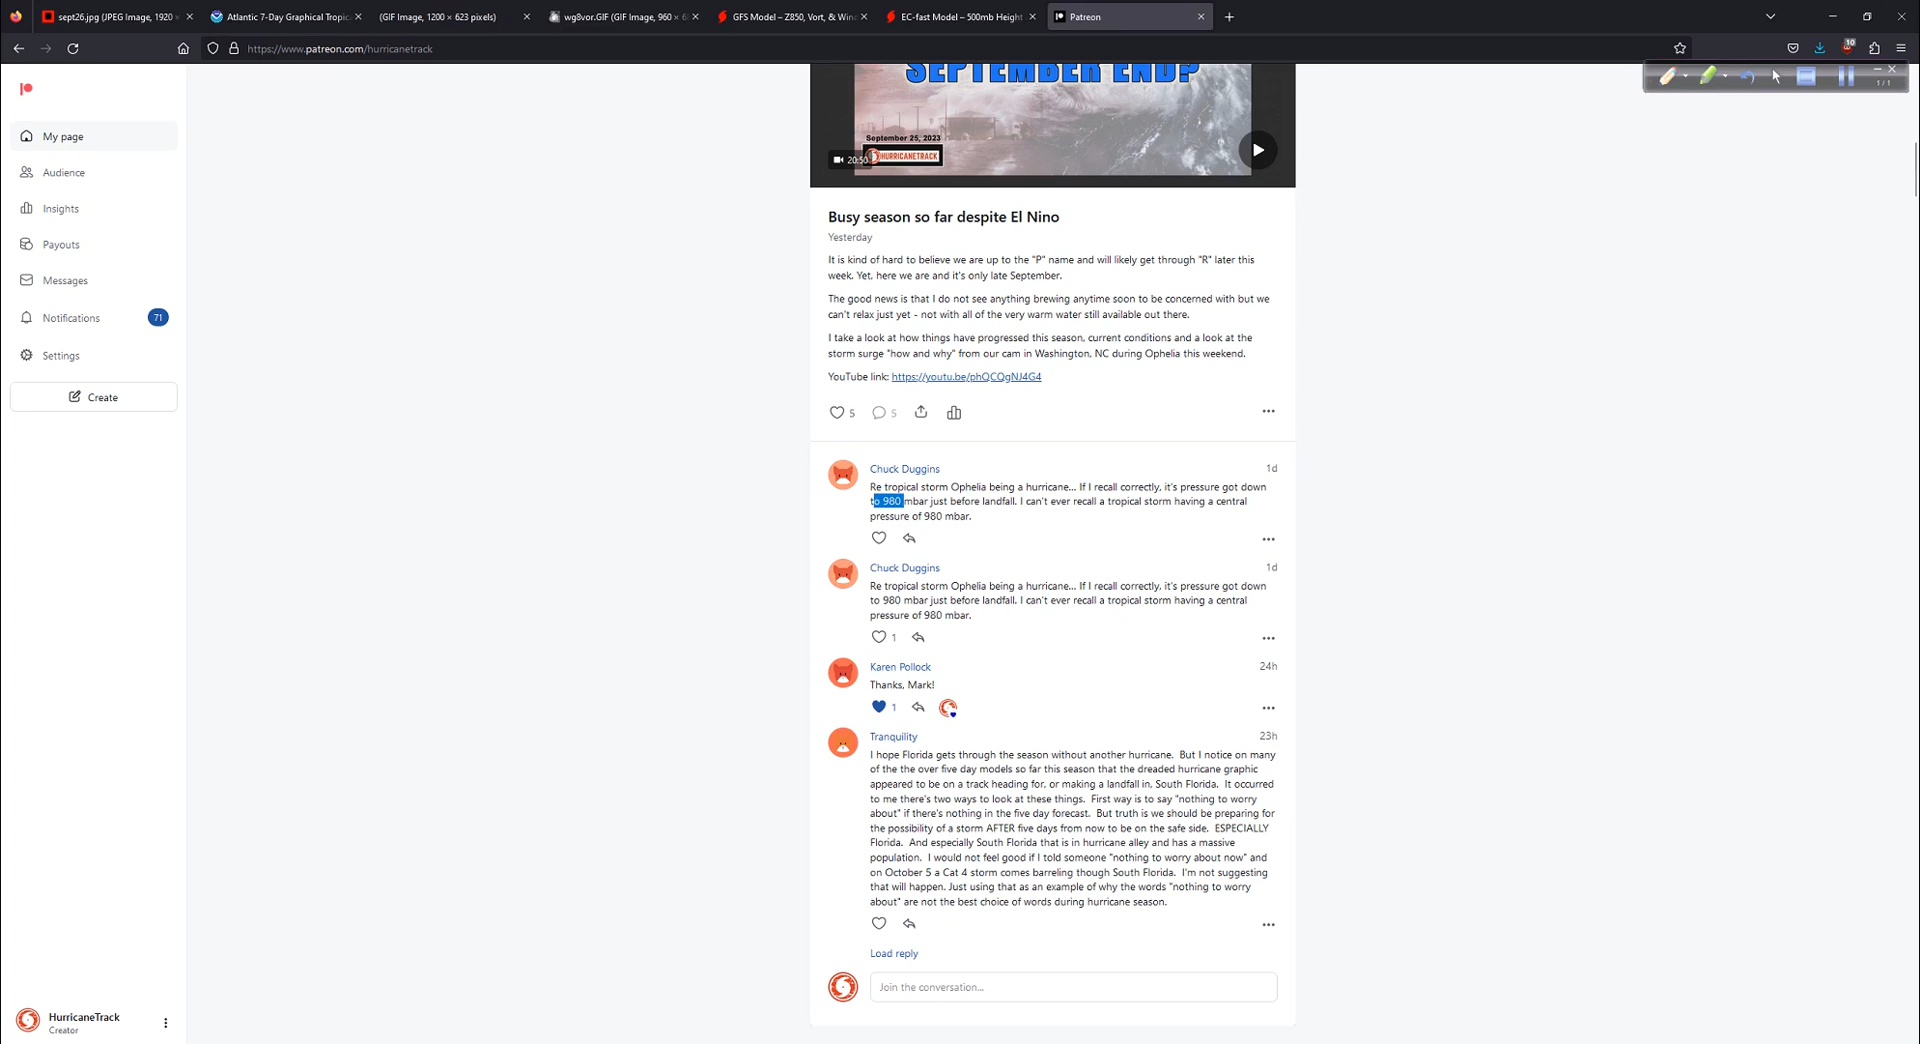 sept26.jpg (JPEG Image, 1920 ×
Atlantic 7-Day Graphical Tropic
(GIF Image, 1200 × 623 pixels)
wg8vor.GIF (GIF Image, 960 × 6
GFS Model – Z850, Vort, & Win
EC-fast Model – 500mb Height
Patreon
https://www.patreon.com/hurricanetrack
10
1/1
My page
Audience
Insights
Payouts
Messages
Notifications
71
Settings
Create
SEPTEMBER END?
September 25, 2023
HURRICANETRACK
20:50
Busy season so far despite El Nino
Yesterday
It is kind of hard to believe we are up to the "P" name and will likely get through "R" later this
week. Yet, here we are and it's only late September.
The good news is that I do not see anything brewing anytime soon to be concerned with but we
can't relax just yet - not with all of the very warm water still available out there.
I take a look at how things have progressed this season, current conditions and a look at the
storm surge "how and why" from our cam in Washington, NC during Ophelia this weekend.
YouTube link: https://youtu.be/phQCQgNJ4G4
5
5
Chuck Duggins
1d
Re tropical storm Ophelia being a hurricane... If I recall correctly, it's pressure got down
to 980 mbar just before landfall. I can't ever recall a tropical storm having a central
pressure of 980 mbar.
Chuck Duggins
1d
Re tropical storm Ophelia being a hurricane... If I recall correctly, it's pressure got down
to 980 mbar just before landfall. I can't ever recall a tropical storm having a central
pressure of 980 mbar.
1
Karen Pollock
24h
Thanks, Mark!
1
Tranquility
23h
I hope Florida gets through the season without another hurricane. But I notice on many
of the the over five day models so far this season that the dreaded hurricane graphic
appeared to be on a track heading for, or making a landfall in, South Florida. It occurred
to me there's two ways to look at these things. First way is to say "nothing to worry
about" if there's nothing in the five day forecast. But truth is we should be preparing for
the possibility of a storm AFTER five days from now to be on the safe side. ESPECIALLY
Florida. And especially South Florida that is in hurricane alley and has a massive
population. I would not feel good if I told someone "nothing to worry about now" and
on October 5 a Cat 4 storm comes barreling though South Florida. I'm not suggesting
that will happen. Just using that as an example of why the words "nothing to worry
about" are not the best choice of words during hurricane season.
Load reply
Join the conversation...
HurricaneTrack
Creator